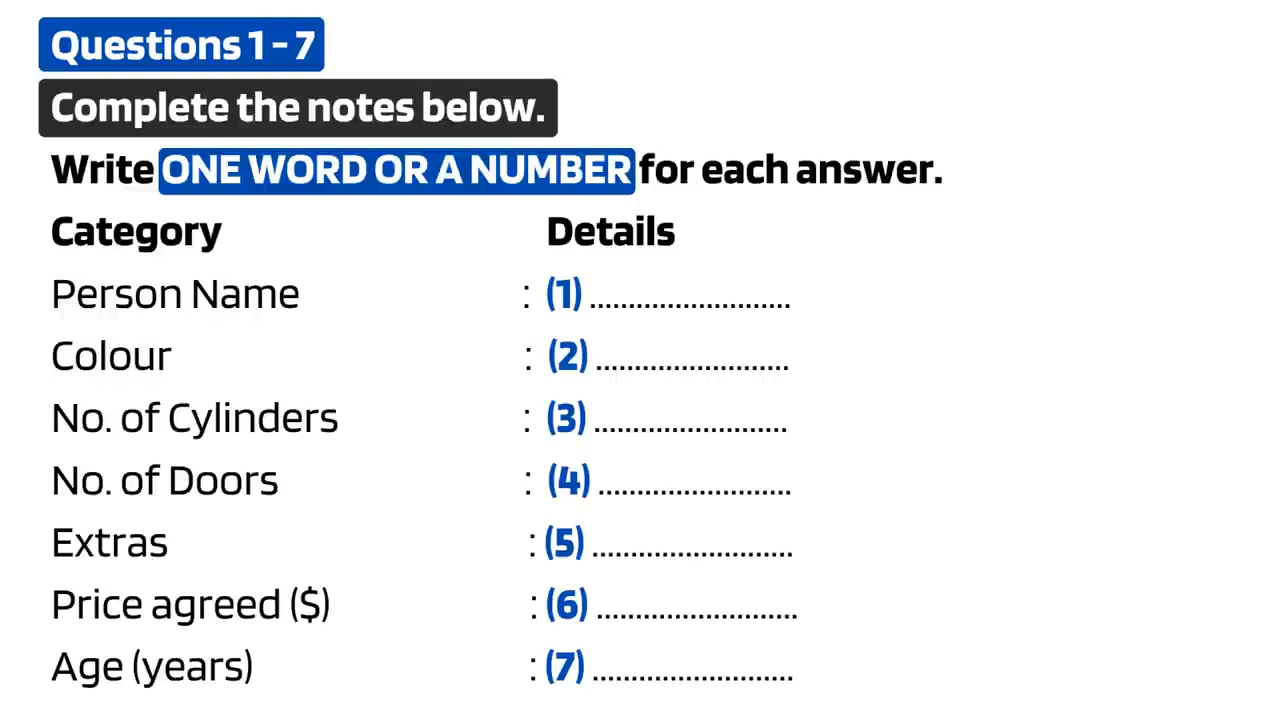 Questions 1 - 7
Complete the notes below.
Write ONE WORD OR A NUMBER for each answer.
Category Details
Person Name : (1) ..........................
Colour : (2) .........................
No. of Cylinders : (3) .........................
No. of Doors : (4) .........................
Extras : (5) ..........................
Price agreed ($) : (6) ..........................
Age (years) : (7) ..........................